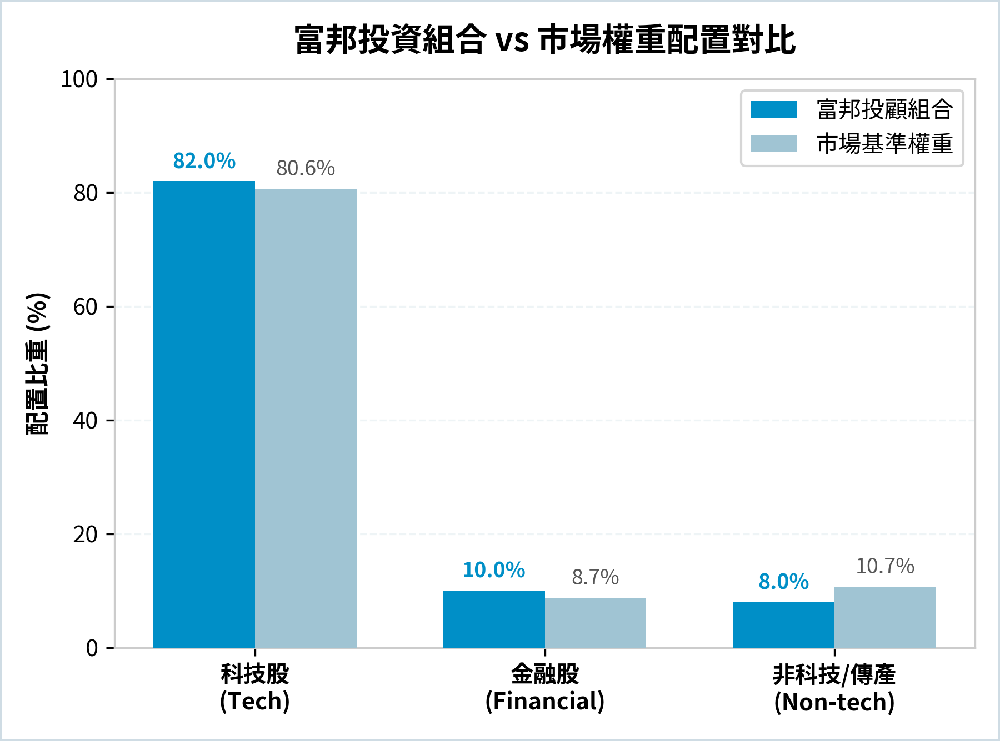 富邦投資組合 vs 市場權重配置對比
配置比重 (%)
100
80
60
40
20
0
富邦投顧組合
市場基準權重
82.0%
80.6%
10.0%
8.7%
8.0%
10.7%
科技股
(Tech)
金融股
(Financial)
非科技/傳產
(Non-tech)